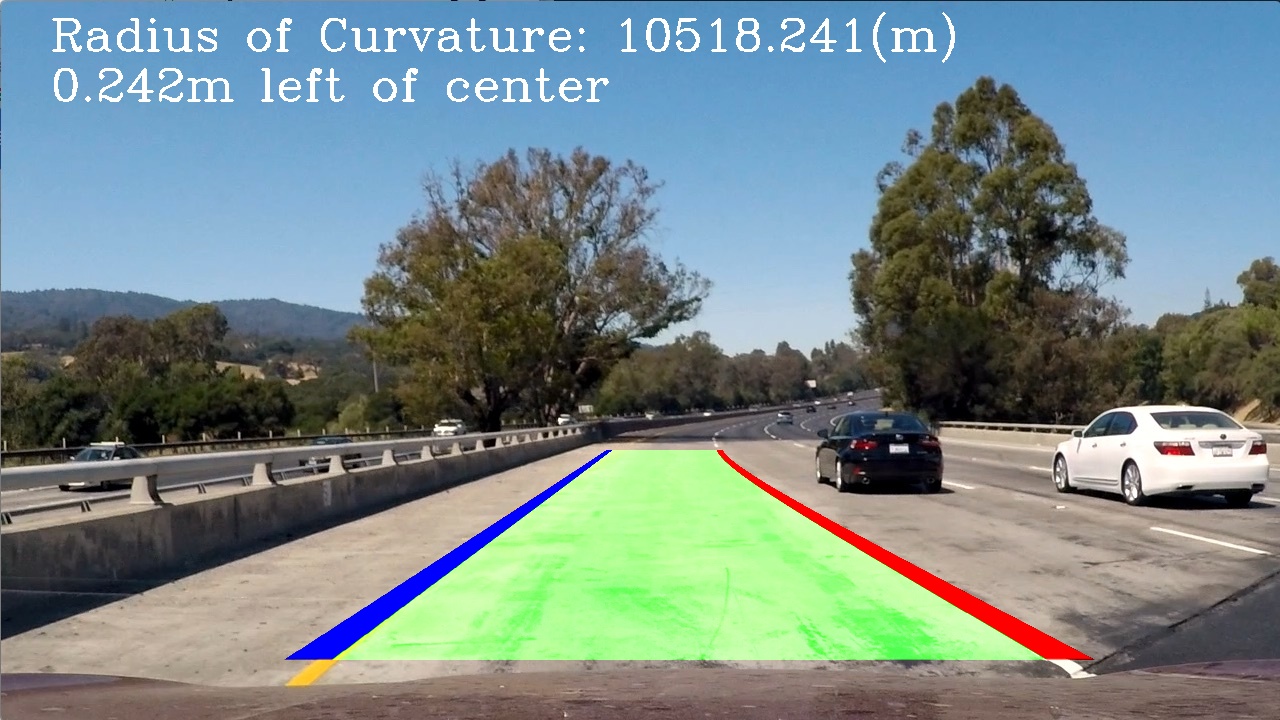 Radius of Curvature: 10518.241(m)
0.242m left of center